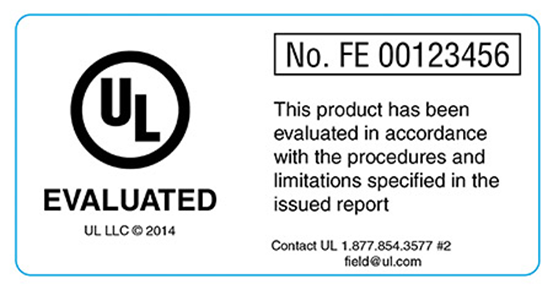 UL
EVALUATED
UL LLC © 2014
No. FE 00123456
This product has been
evaluated in accordance
with the procedures and
limitations specified in the
issued report
Contact UL 1.877.854.3577 #2
field@ul.com